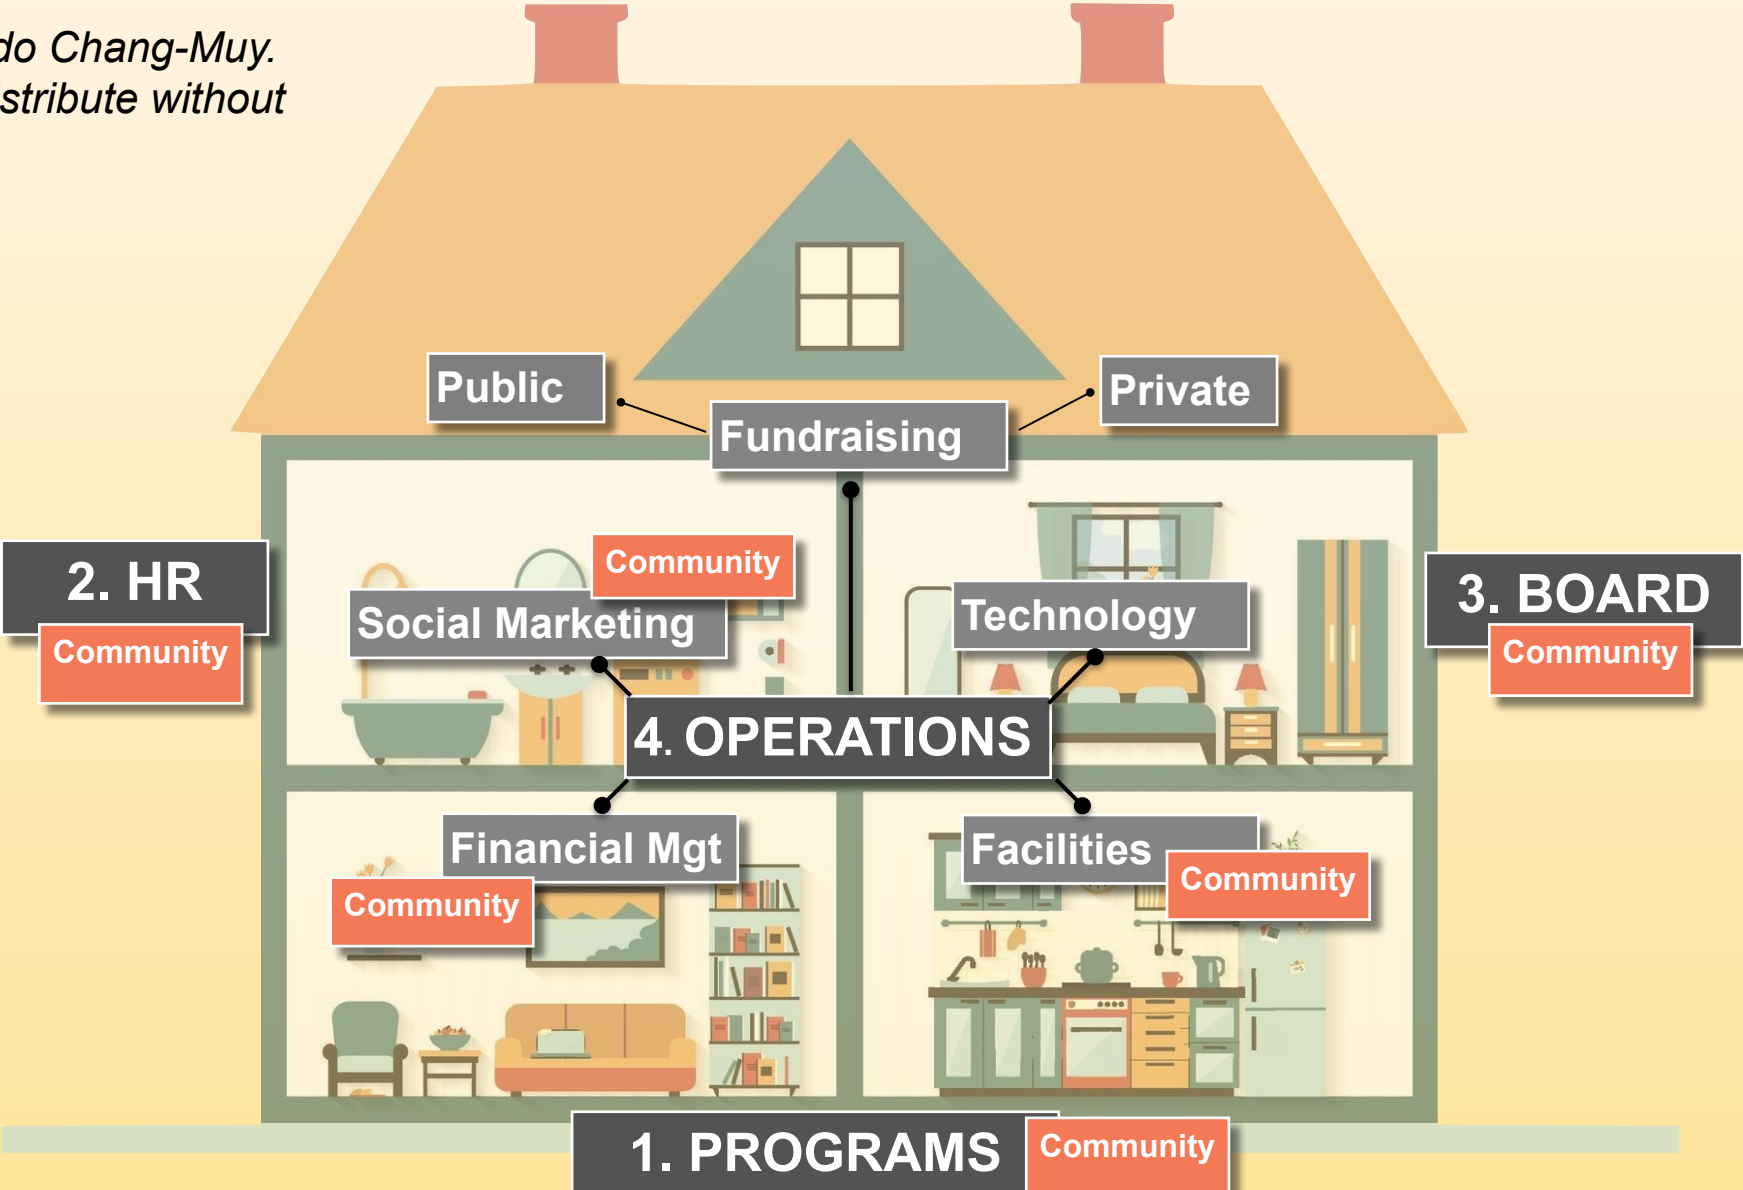 do Chang-Muy.
stribute without
Public
Private
Fundraising
Community
2. HR
Community
Social Marketing
Technology
3. BOARD
Community
4. OPERATIONS
Financial Mgt
Community
Facilities
Community
1. PROGRAMS
Community